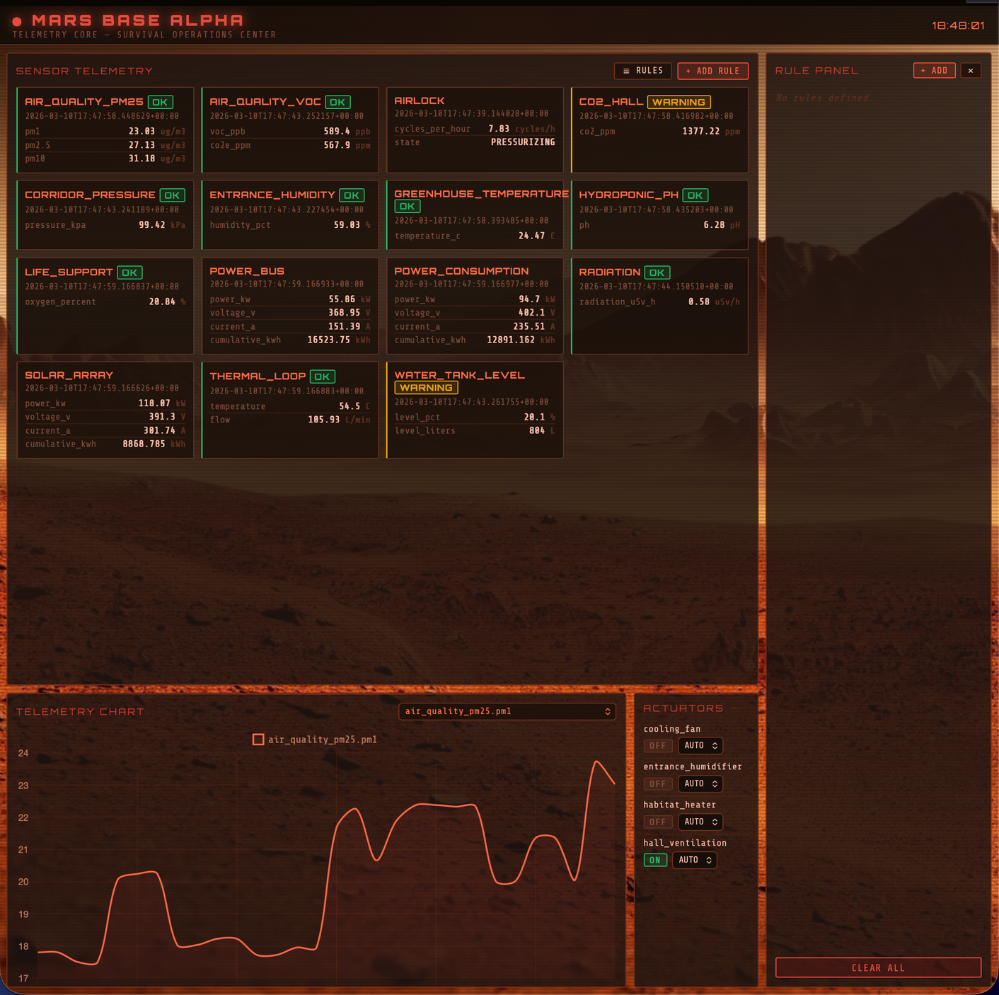 MARS BASE ALPHA
TELEMETRY CORE — SURVIVAL OPERATIONS CENTER
18:48:01
SENSOR TELEMETRY
≡ RULES
+ ADD RULE
AIR_QUALITY_PM25 OK
2026-03-10T17:47:58.448629+00:00
pm1 23.03 ug/m3
pm2.5 27.13 ug/m3
pm10 31.18 ug/m3
AIR_QUALITY_VOC OK
2026-03-10T17:47:43.252157+00:00
voc_ppb 589.4 ppb
co2e_ppm 567.9 ppm
AIRLOCK
2026-03-10T17:47:39.144028+00:00
cycles_per_hour 7.83 cycles/h
state PRESSURIZING
CO2_HALL WARNING
2026-03-10T17:47:58.416982+00:00
co2_ppm 1377.22 ppm
CORRIDOR_PRESSURE OK
2026-03-10T17:47:43.241189+00:00
pressure_kpa 99.42 kPa
ENTRANCE_HUMIDITY OK
2026-03-10T17:47:43.227454+00:00
humidity_pct 59.03 %
GREENHOUSE_TEMPERATURE
OK
2026-03-10T17:47:58.393485+00:00
temperature_c 24.47 C
HYDROPONIC_PH OK
2026-03-10T17:47:58.435203+00:00
ph 6.28 pH
LIFE_SUPPORT OK
2026-03-10T17:47:59.166837+00:00
oxygen_percent 20.84 %
POWER_BUS
2026-03-10T17:47:59.166933+00:00
power_kw 55.86 kW
voltage_v 368.95 V
current_a 151.39 A
cumulative_kwh 16523.75 kWh
POWER_CONSUMPTION
2026-03-10T17:47:59.166977+00:00
power_kw 94.7 kW
voltage_v 402.1 V
current_a 235.51 A
cumulative_kwh 12891.162 kWh
RADIATION OK
2026-03-10T17:47:44.150510+00:00
radiation_uSv_h 0.58 uSv/h
SOLAR_ARRAY
2026-03-10T17:47:59.166626+00:00
power_kw 118.07 kW
voltage_v 391.3 V
current_a 301.74 A
cumulative_kwh 8868.785 kWh
THERMAL_LOOP OK
2026-03-10T17:47:59.166883+00:00
temperature 54.5 C
flow 105.93 L/min
WATER_TANK_LEVEL
WARNING
2026-03-10T17:47:43.261755+00:00
level_pct 20.1 %
level_liters 804 L
TELEMETRY CHART
air_quality_pm25.pm1
air_quality_pm25.pm1
24
23
22
21
20
19
18
17
ACTUATORS
cooling_fan
OFF AUTO
entrance_humidifier
OFF AUTO
habitat_heater
OFF AUTO
hall_ventilation
ON AUTO
RULE PANEL
+ ADD
×
No rules defined.
CLEAR ALL